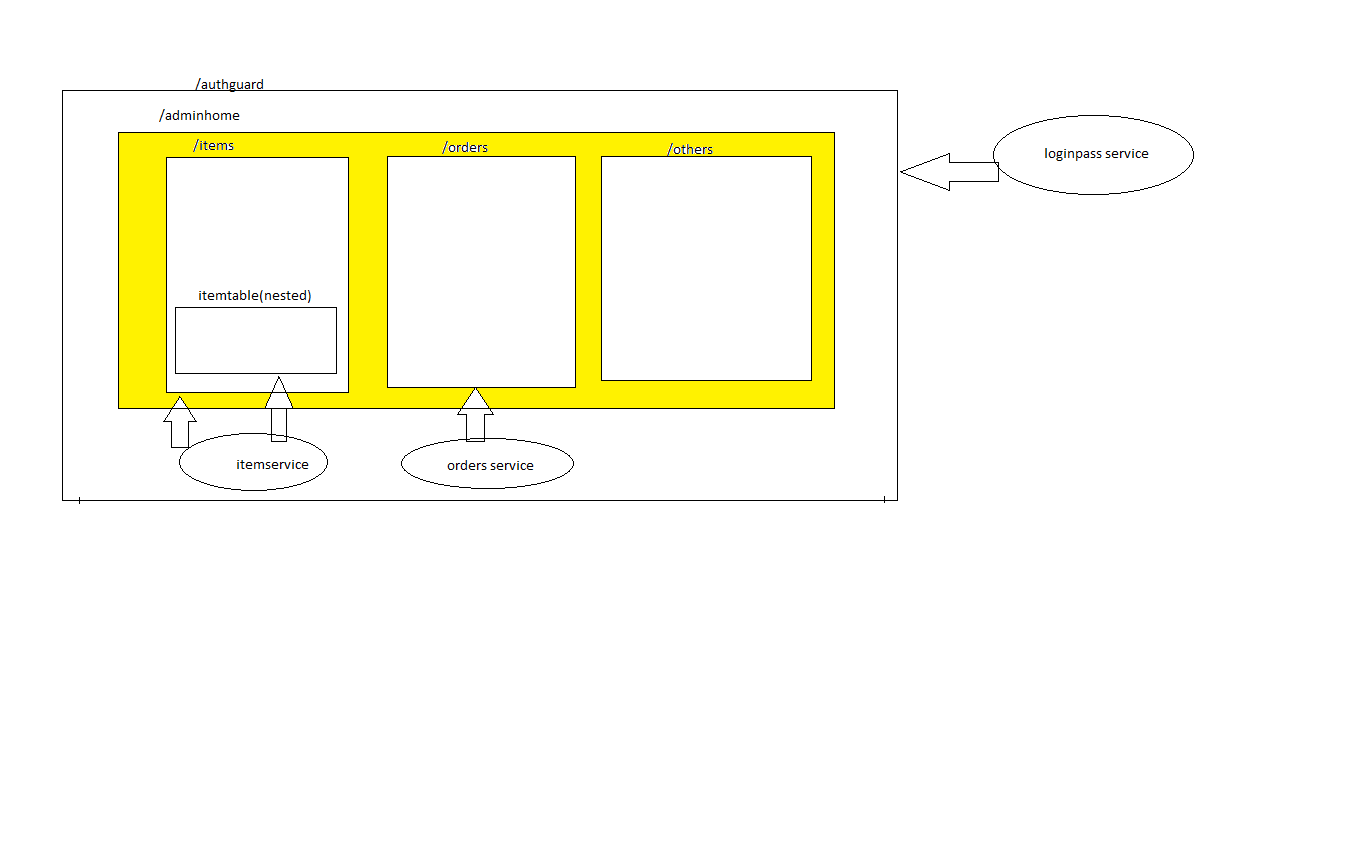 /authguard
/adminhome
/items
/orders
/others
loginpass service
itemtable(nested)
itemservice
orders service